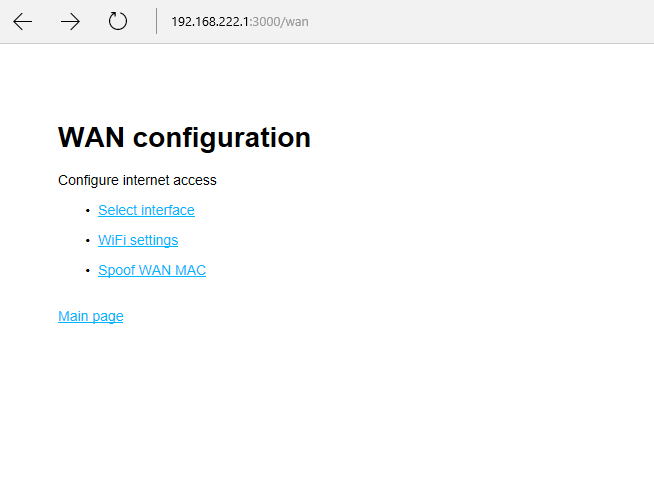 192.168.222.1:3000/wan
WAN configuration
Configure internet access
• Select interface
• WiFi settings
• Spoof WAN MAC
Main page